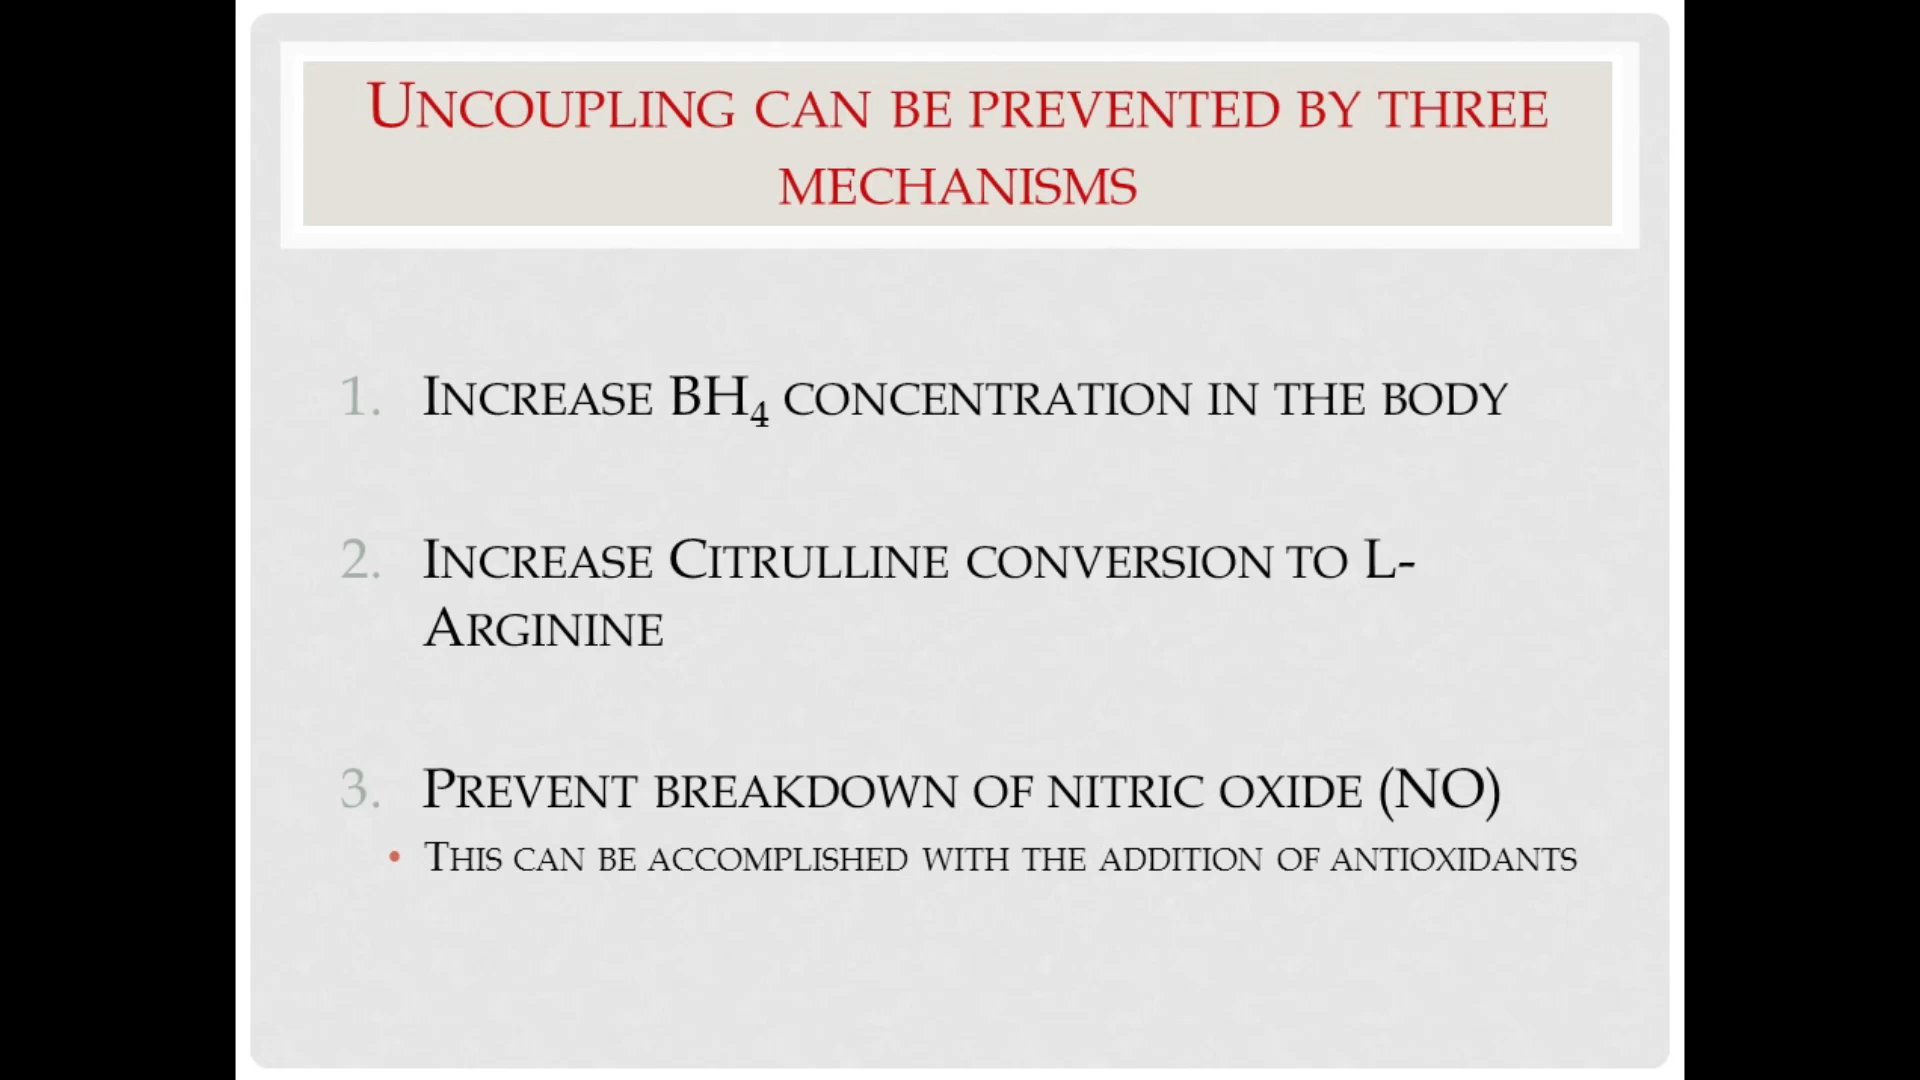 Uncoupling can be prevented by three
mechanisms
1. Increase BH₄ concentration in the body
2. Increase Citrulline conversion to L-
Arginine
3. Prevent breakdown of nitric oxide (NO)
• This can be accomplished with the addition of antioxidants